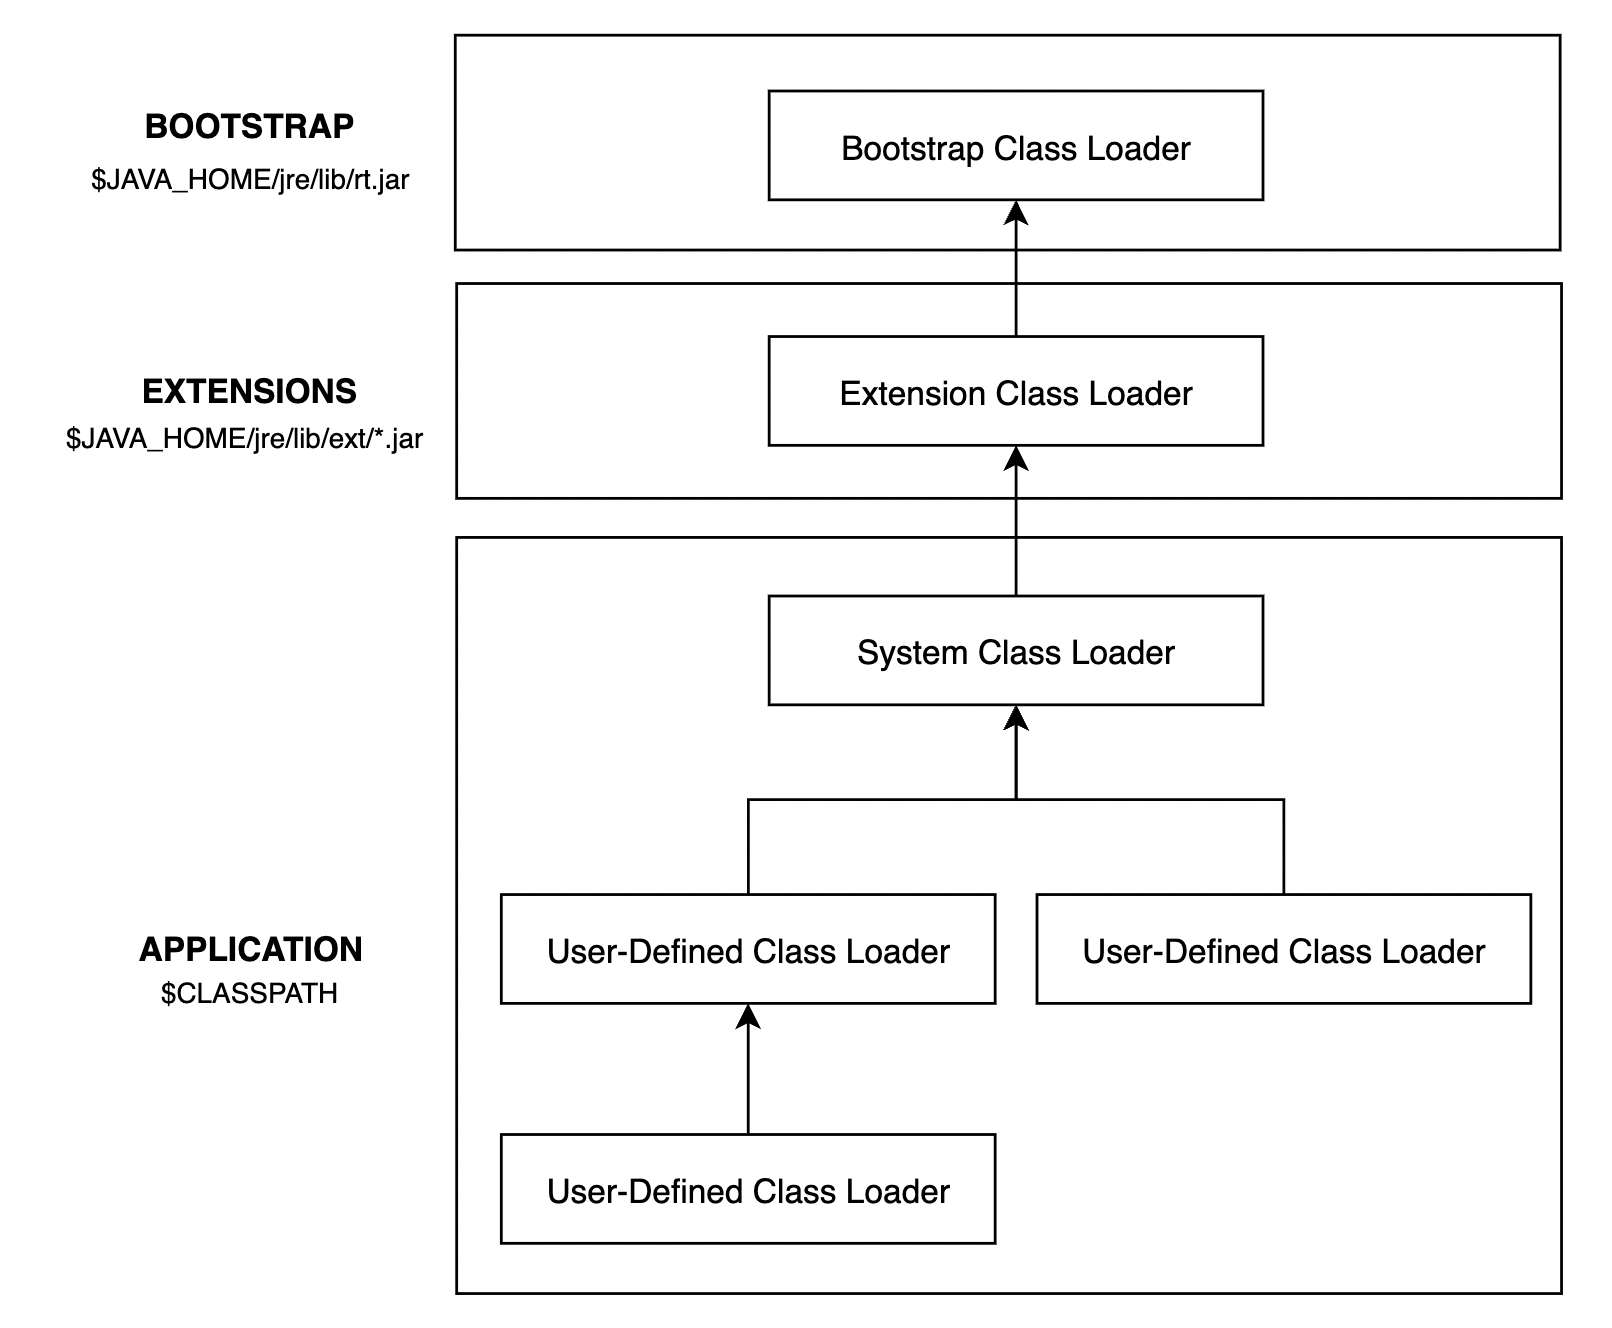 BOOTSTRAP
$JAVA_HOME/jre/lib/rt.jar
Bootstrap Class Loader
EXTENSIONS
$JAVA_HOME/jre/lib/ext/*.jar
Extension Class Loader
System Class Loader
APPLICATION
$CLASSPATH
User-Defined Class Loader
User-Defined Class Loader
User-Defined Class Loader